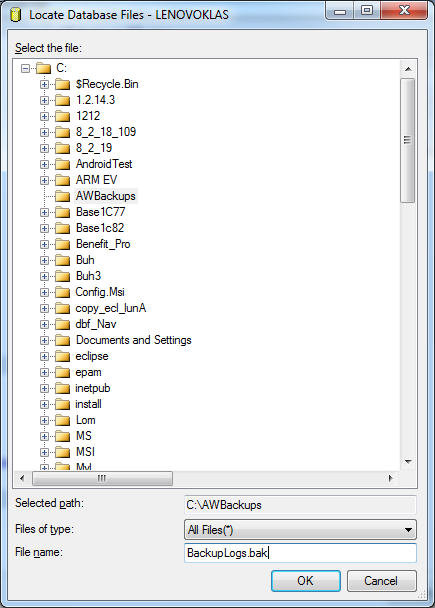 Locate Database Files - LENOVOKLAS
Select the file:
C:
$Recycle.Bin
1.2.14.3
1212
8_2_18_109
8_2_19
AndroidTest
ARM EV
AWBackups
Base1C77
Base1c82
Benefit_Pro
Buh
Buh3
Config.Msi
copy_ecl_lunA
dbf_Nav
Documents and Settings
eclipse
epam
inetpub
install
Lom
MS
MSI
Selected path: C:\AWBackups
Files of type: All Files(*)
File name: BackupLogs.bak
OK Cancel